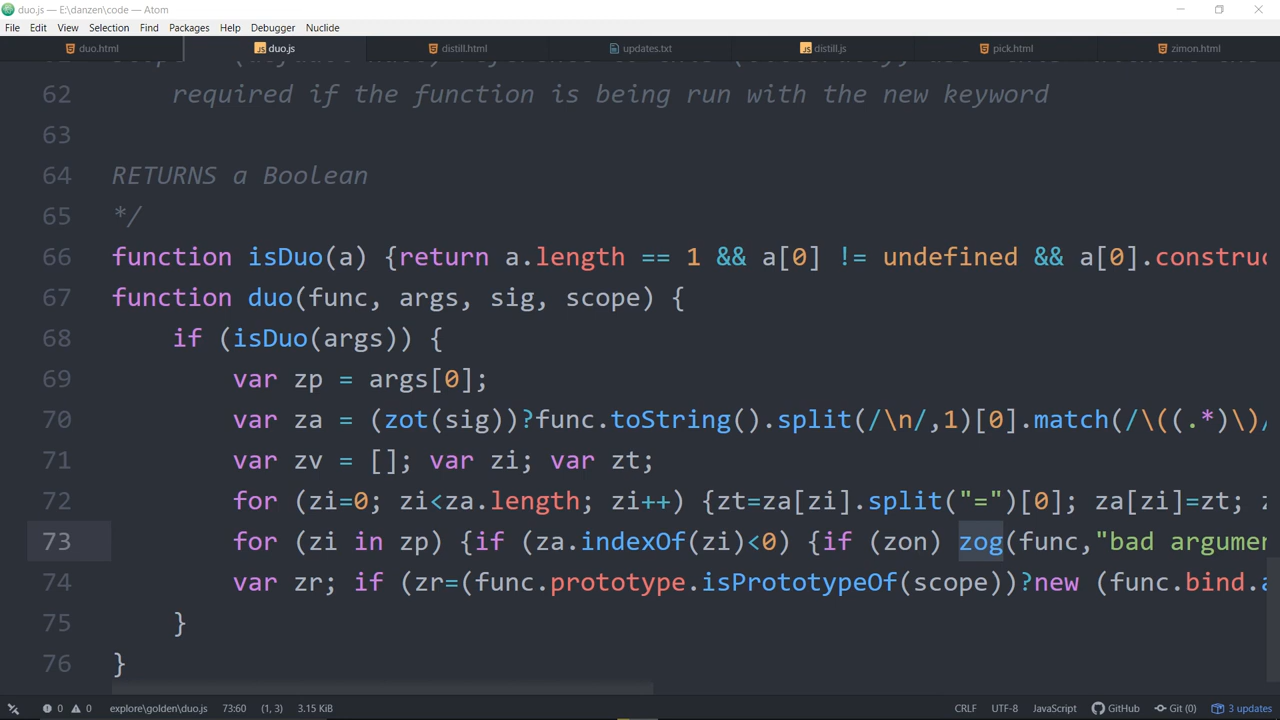 duo.js — E:\danzen\code — Atom
File Edit View Selection Find Packages Help Debugger Nuclide
duo.html duo.js distill.html updates.txt distill.js pick.html zimon.html
62 required if the function is being run with the new keyword
63
64 RETURNS a Boolean
65 */
66 function isDuo(a) {return a.length == 1 && a[0] != undefined && a[0].construc
67 function duo(func, args, sig, scope) {
68 if (isDuo(args)) {
69 var zp = args[0];
70 var za = (zot(sig))?func.toString().split(/\n/,1)[0].match(/\((.*)\)/
71 var zv = []; var zi; var zt;
72 for (zi=0; zi<za.length; zi++) {zt=za[zi].split("=")[0]; za[zi]=zt; z
73 for (zi in zp) {if (za.indexOf(zi)<0) {if (zon) zog(func,"bad argumen
74 var zr; if (zr=(func.prototype.isPrototypeOf(scope))?new (func.bind.a
75 }
76 }
0 0 explore\golden\duo.js 73:60 (1, 3) 3.15 KiB CRLF UTF-8 JavaScript GitHub Git (0) 3 updates